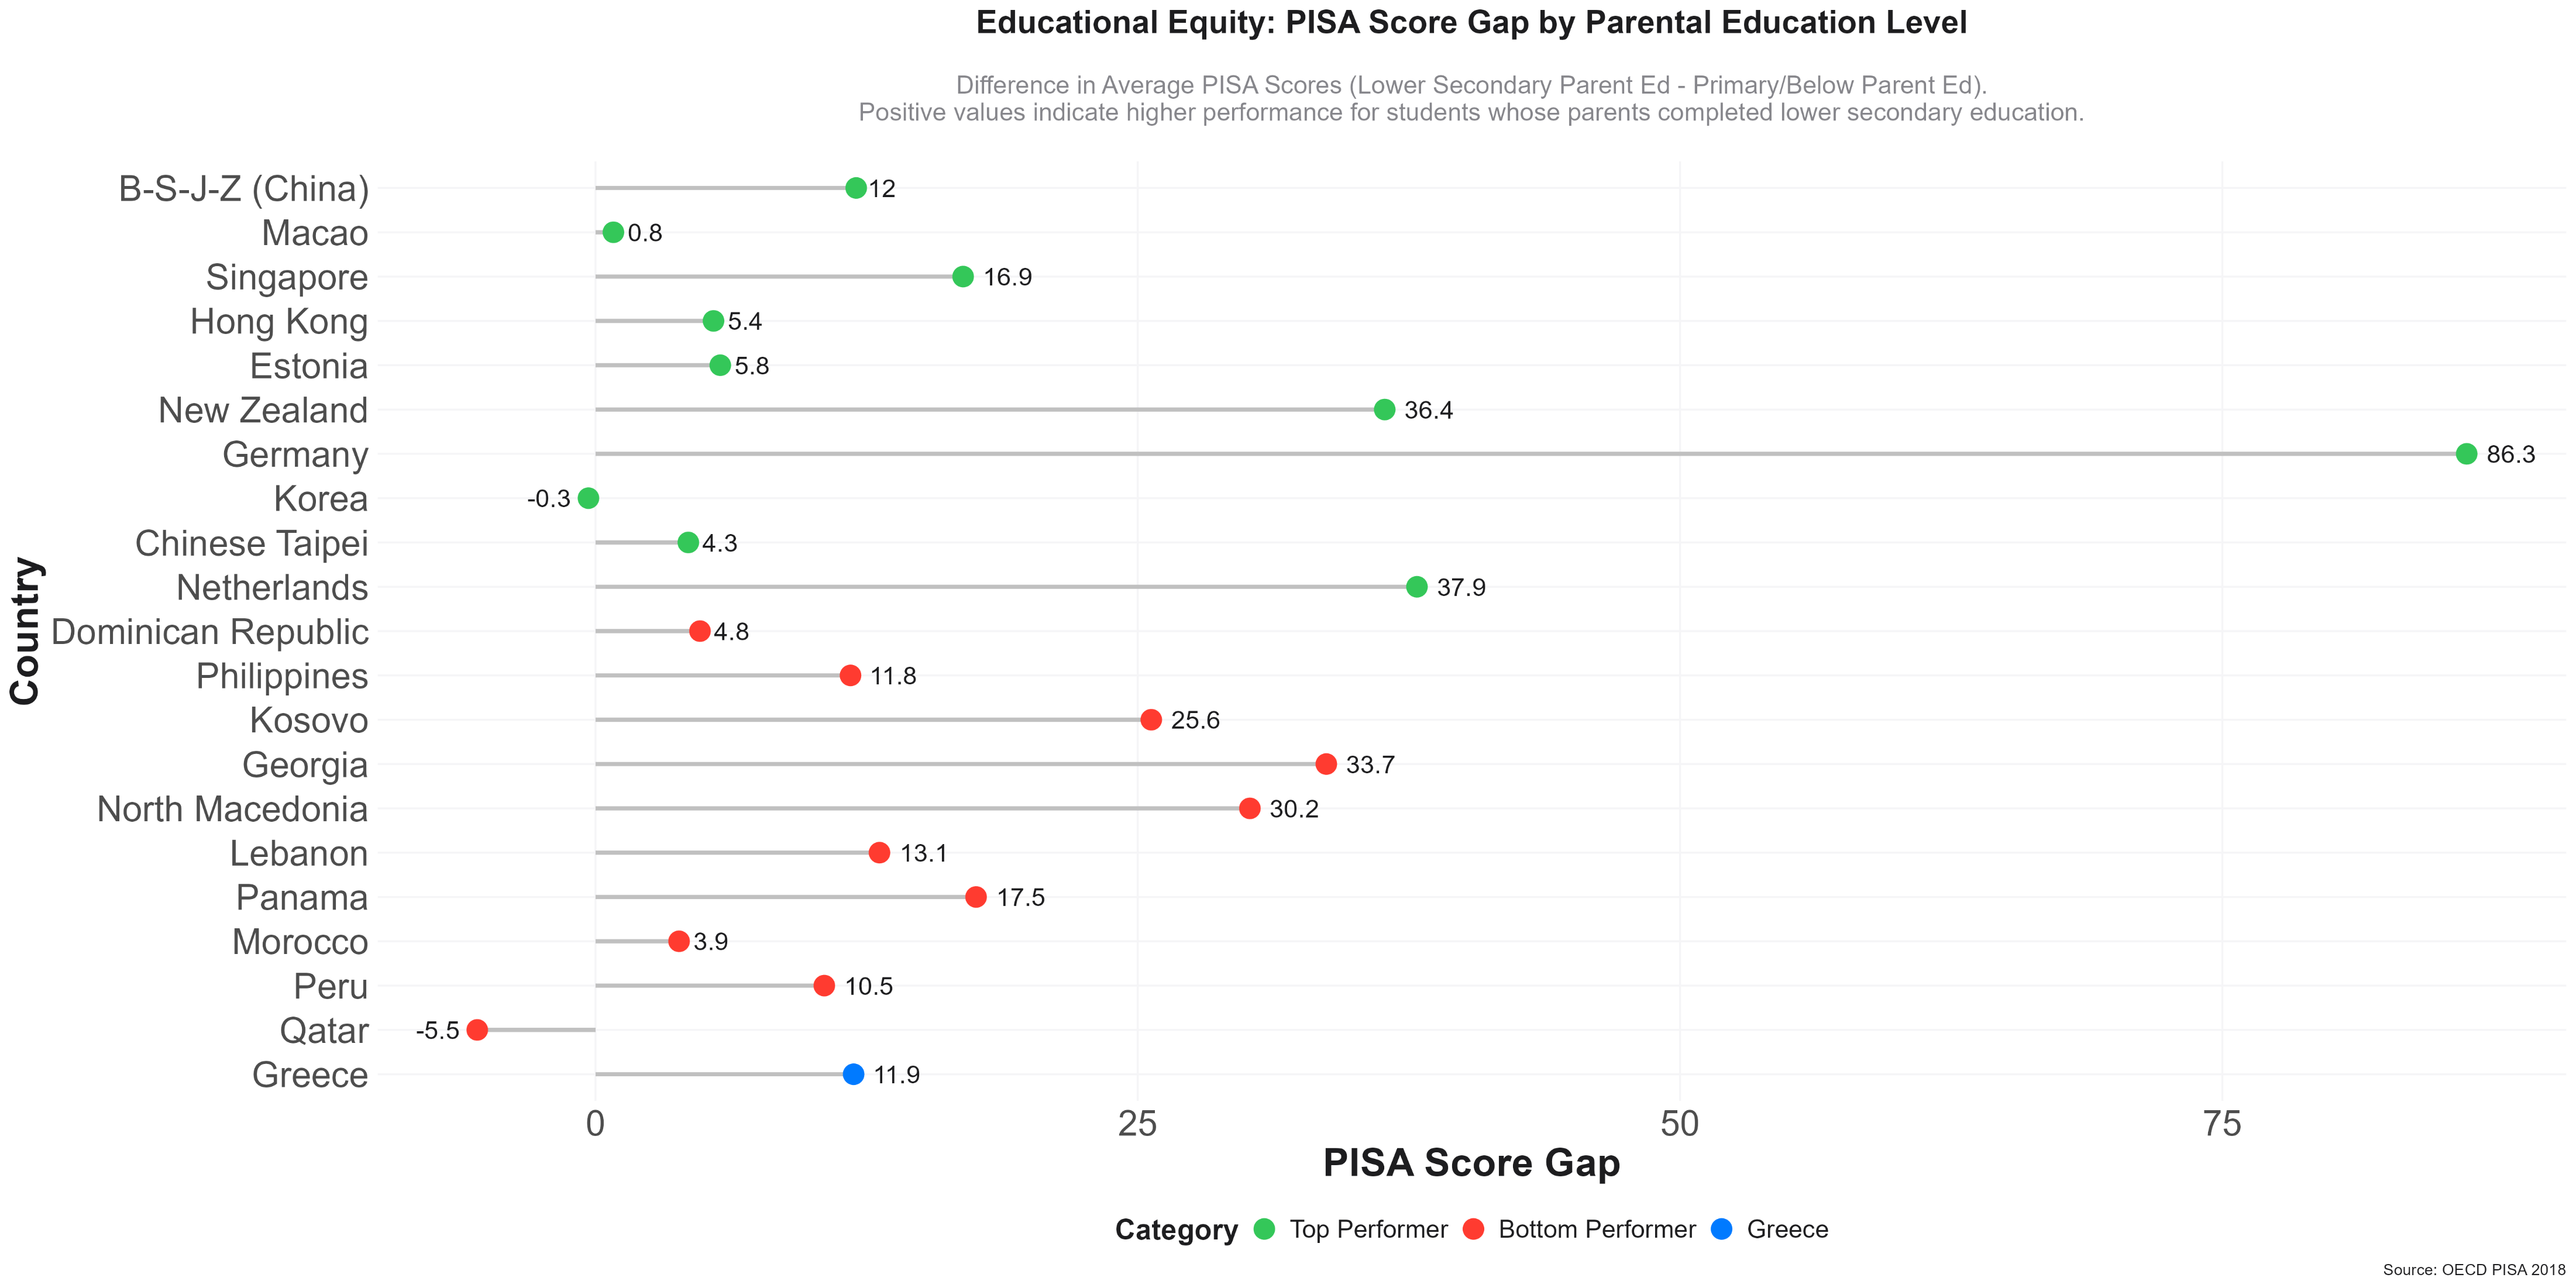 Educational Equity: PISA Score Gap by Parental Education Level
Difference in Average PISA Scores (Lower Secondary Parent Ed - Primary/Below Parent Ed).
Positive values indicate higher performance for students whose parents completed lower secondary education.
Country
B-S-J-Z (China) 12
Macao 0.8
Singapore 16.9
Hong Kong 5.4
Estonia 5.8
New Zealand 36.4
Germany 86.3
Korea -0.3
Chinese Taipei 4.3
Netherlands 37.9
Dominican Republic 4.8
Philippines 11.8
Kosovo 25.6
Georgia 33.7
North Macedonia 30.2
Lebanon 13.1
Panama 17.5
Morocco 3.9
Peru 10.5
Qatar -5.5
Greece 11.9
0 25 50 75
PISA Score Gap
Category Top Performer Bottom Performer Greece
Source: OECD PISA 2018